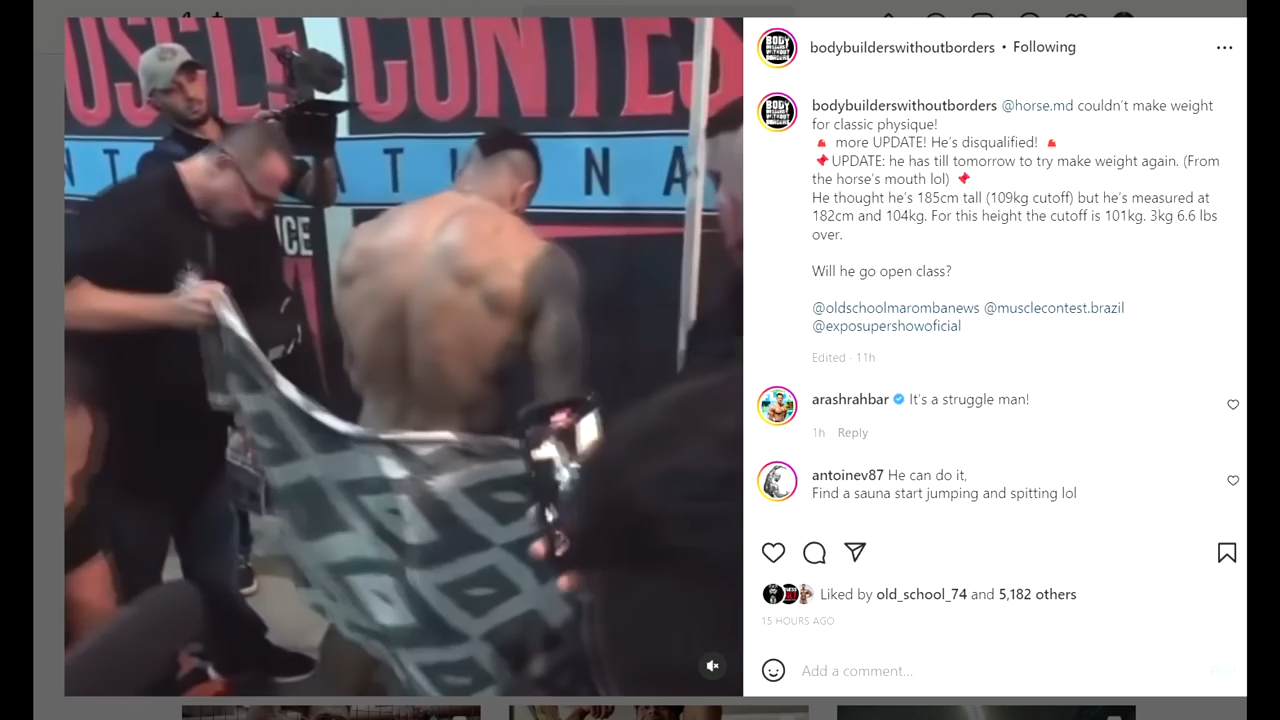 USCLE CONTES
NT
AT
NA
NCE
bodybuilderswithoutborders • Following
bodybuilderswithoutborders @horse.md couldn't make weight
for classic physique!
🚨 more UPDATE! He's disqualified! 🚨
📌UPDATE: he has till tomorrow to try make weight again. (From
the horse's mouth lol) 📌
He thought he's 185cm tall (109kg cutoff) but he's measured at
182cm and 104kg. For this height the cutoff is 101kg. 3kg 6.6 lbs
over.
Will he go open class?
@oldschoolmarombanews @musclecontest.brazil
@exposupershowoficial
Edited · 11h
arashrahbar It's a struggle man!
1h Reply
antoinev87 He can do it,
Find a sauna start jumping and spitting lol
Liked by old_school_74 and 5,182 others
15 HOURS AGO
Add a comment...
Post